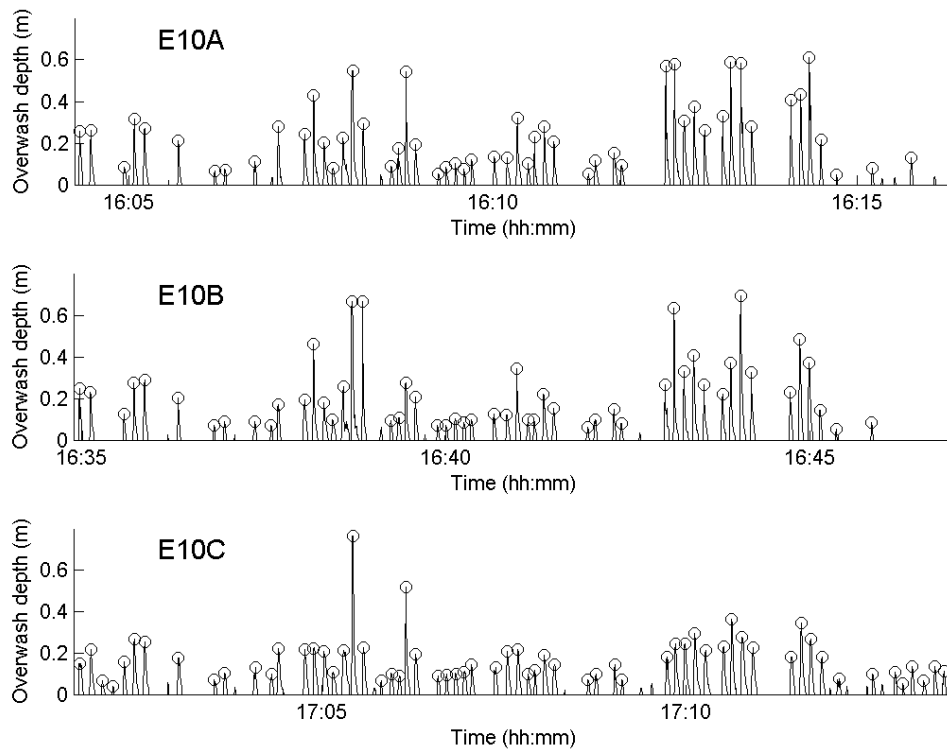 E10A
Overwash depth (m)
0.6
0.4
0.2
0
16:05 16:10 16:15
Time (hh:mm)
E10B
Overwash depth (m)
0.6
0.4
0.2
0
16:35 16:40 16:45
Time (hh:mm)
E10C
Overwash depth (m)
0.6
0.4
0.2
0
17:05 17:10
Time (hh:mm)